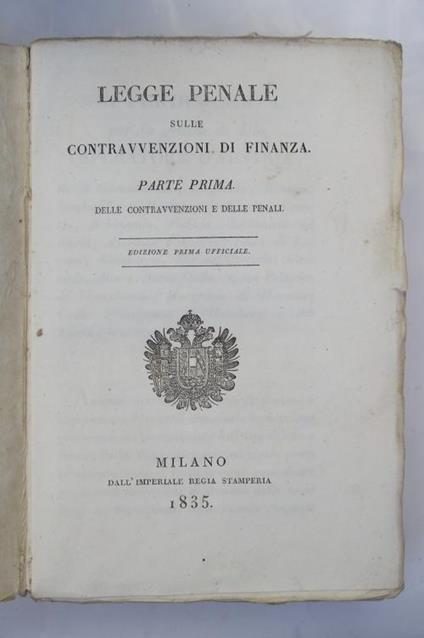 LEGGE PENALE
SULLE
CONTRAVVENZIONI DI FINANZA.
PARTE PRIMA.
DELLE CONTRAVVENZIONI E DELLE PENALI.
EDIZIONE PRIMA UFFICIALE.
MILANO
DALL' IMPERIALE REGIA STAMPERIA
1835.